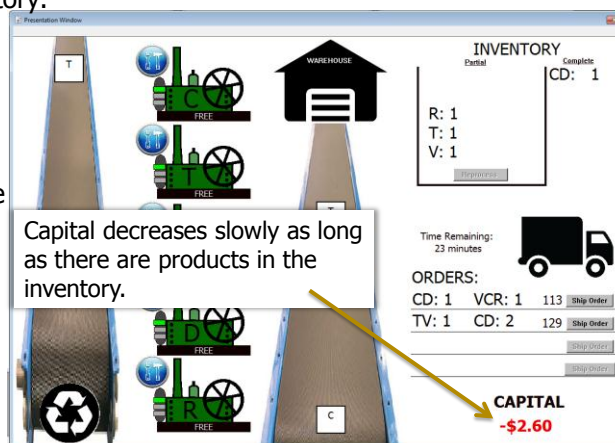 tory.
Presentation Window
T
C
FREE
WAREHOUSE
INVENTORY
Partial
Complete
CD: 1
R: 1
T: 1
V: 1
Reprocess
T
FREE
e
T
Capital decreases slowly as long
as there are products in the
inventory.
Time Remaining:
23 minutes
ORDERS:
CD: 1 VCR: 1 113 Ship Order
TV: 1 CD: 2 129 Ship Order
Ship Order
Ship Order
D
FREE
R
FREE
C
CAPITAL
-$2.60